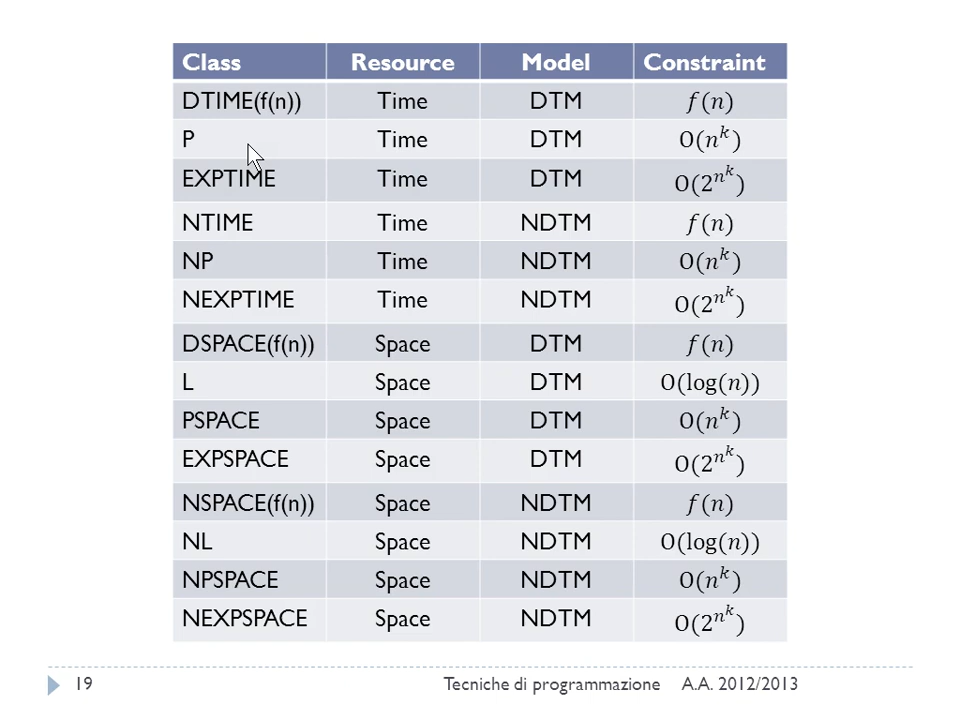 Class Resource Model Constraint
DTIME(f(n)) Time DTM f(n)
P Time DTM O(n^k)
EXPTIME Time DTM O(2^{n^k})
NTIME Time NDTM f(n)
NP Time NDTM O(n^k)
NEXPTIME Time NDTM O(2^{n^k})
DSPACE(f(n)) Space DTM f(n)
L Space DTM O(log(n))
PSPACE Space DTM O(n^k)
EXPSPACE Space DTM O(2^{n^k})
NSPACE(f(n)) Space NDTM f(n)
NL Space NDTM O(log(n))
NPSPACE Space NDTM O(n^k)
NEXPSPACE Space NDTM O(2^{n^k})
19 Tecniche di programmazione A.A. 2012/2013